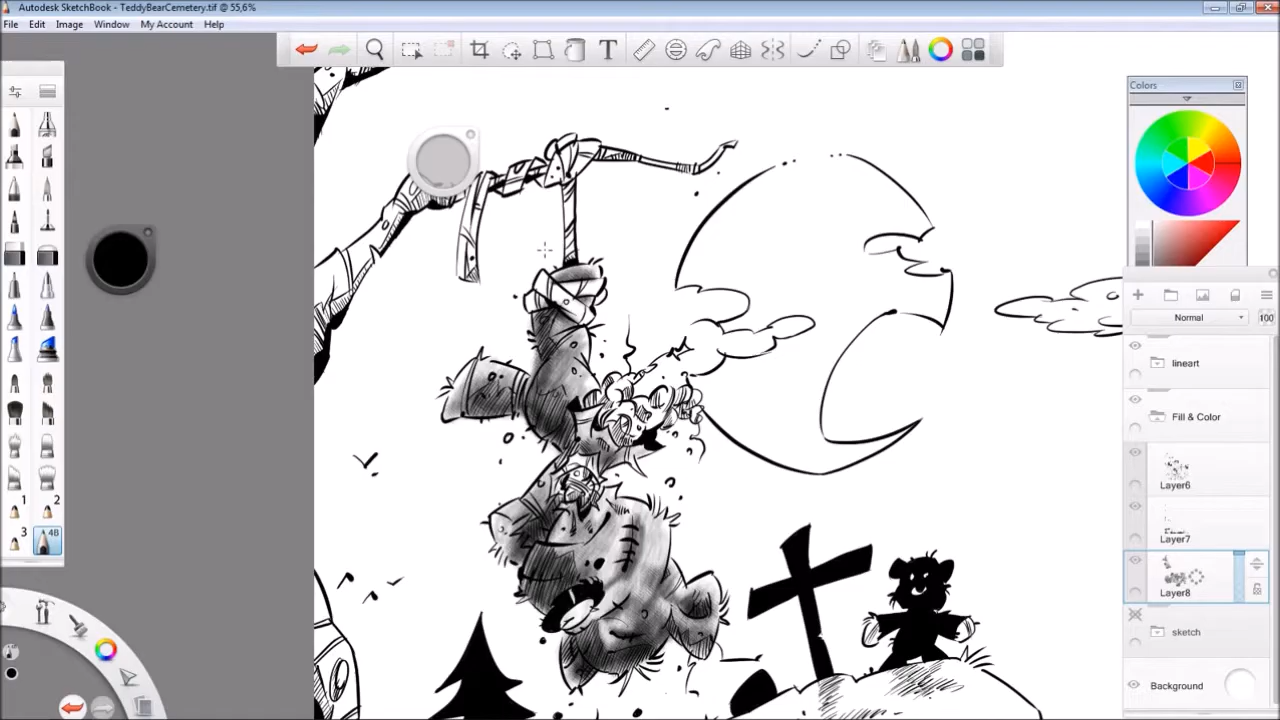 Autodesk SketchBook - TeddyBearCemetery.tif @ 55,6%
File Edit Image Window My Account Help
T
Colors
Normal 100
lineart
Fill & Color
Layer6
Layer7
Layer8
sketch
Background
1 2
3 4B